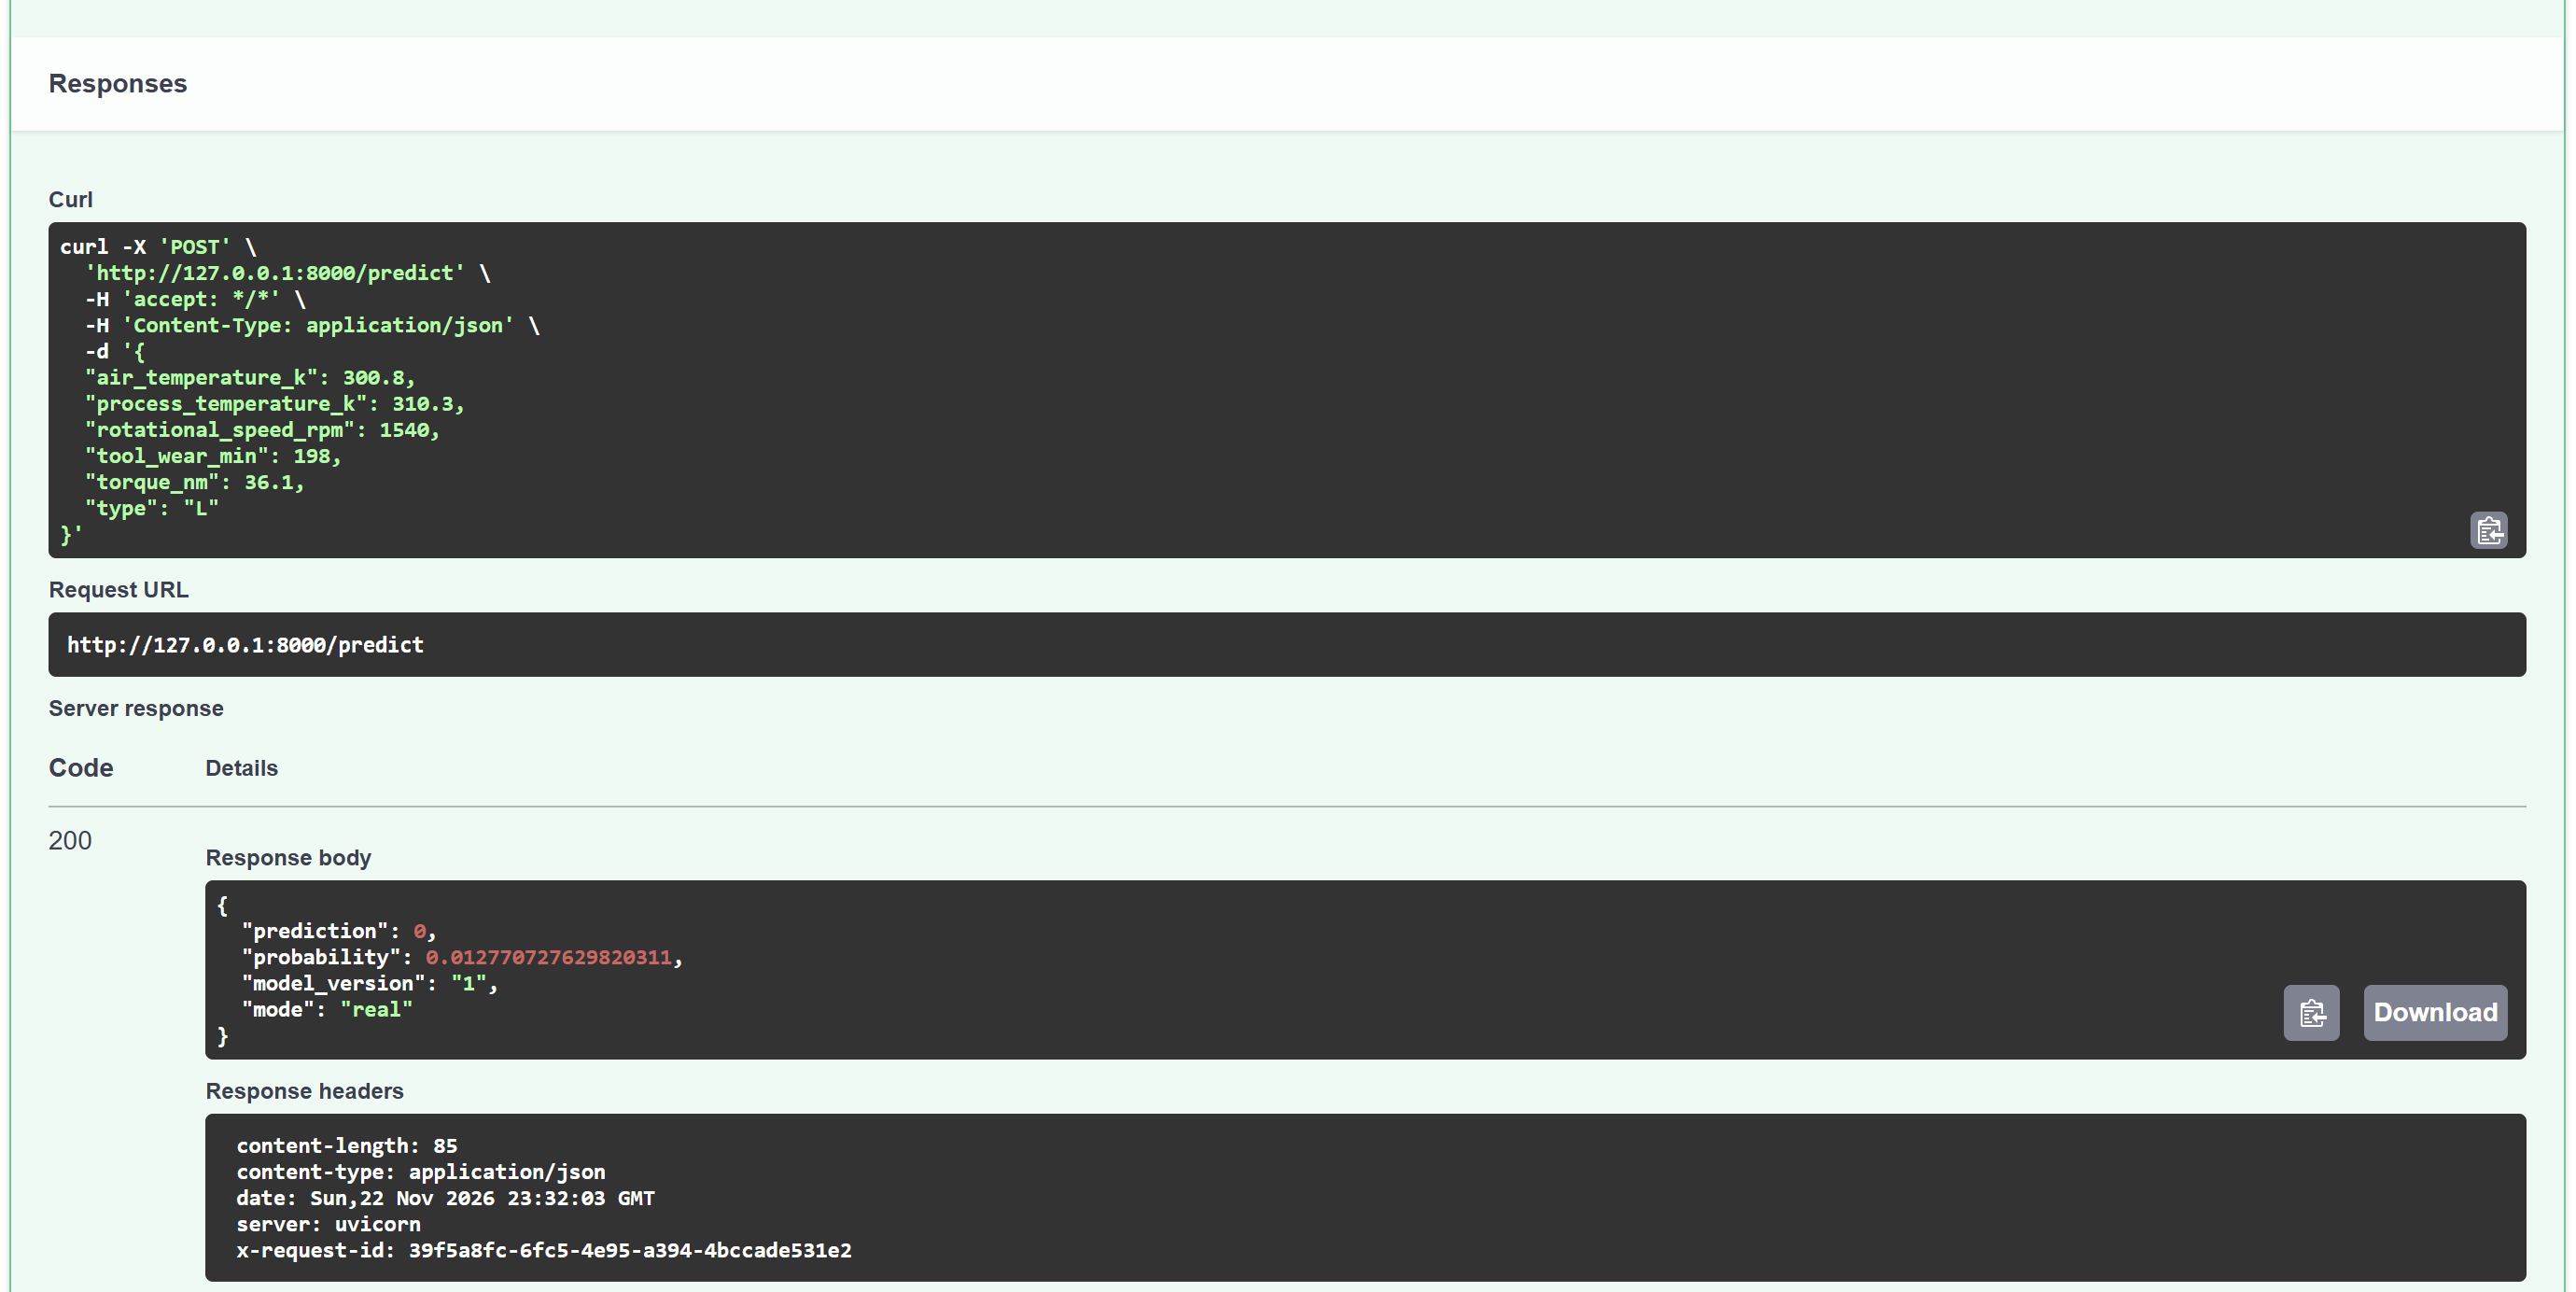 Responses
Curl
curl -X 'POST' \
  'http://127.0.0.1:8000/predict' \
  -H 'accept: */*' \
  -H 'Content-Type: application/json' \
  -d '{
  "air_temperature_k": 300.8,
  "process_temperature_k": 310.3,
  "rotational_speed_rpm": 1540,
  "tool_wear_min": 198,
  "torque_nm": 36.1,
  "type": "L"
}'
Request URL
http://127.0.0.1:8000/predict
Server response
Code Details
200
Response body
{
  "prediction": 0,
  "probability": 0.012770727629820311,
  "model_version": "1",
  "mode": "real"
}
Download
Response headers
content-length: 85
content-type: application/json
date: Sun,22 Nov 2026 23:32:03 GMT
server: uvicorn
x-request-id: 39f5a8fc-6fc5-4e95-a394-4bccade531e2